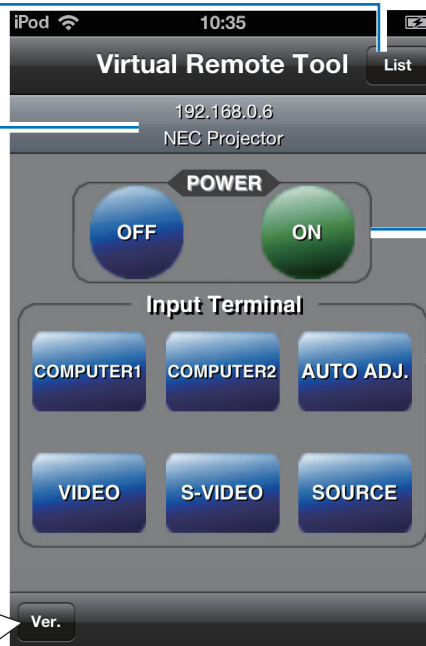 iPod 10:35
Virtual Remote Tool List
192.168.0.6
NEC Projector
POWER
OFF ON
Input Terminal
COMPUTER1 COMPUTER2 AUTO ADJ.
VIDEO S-VIDEO SOURCE
Ver.